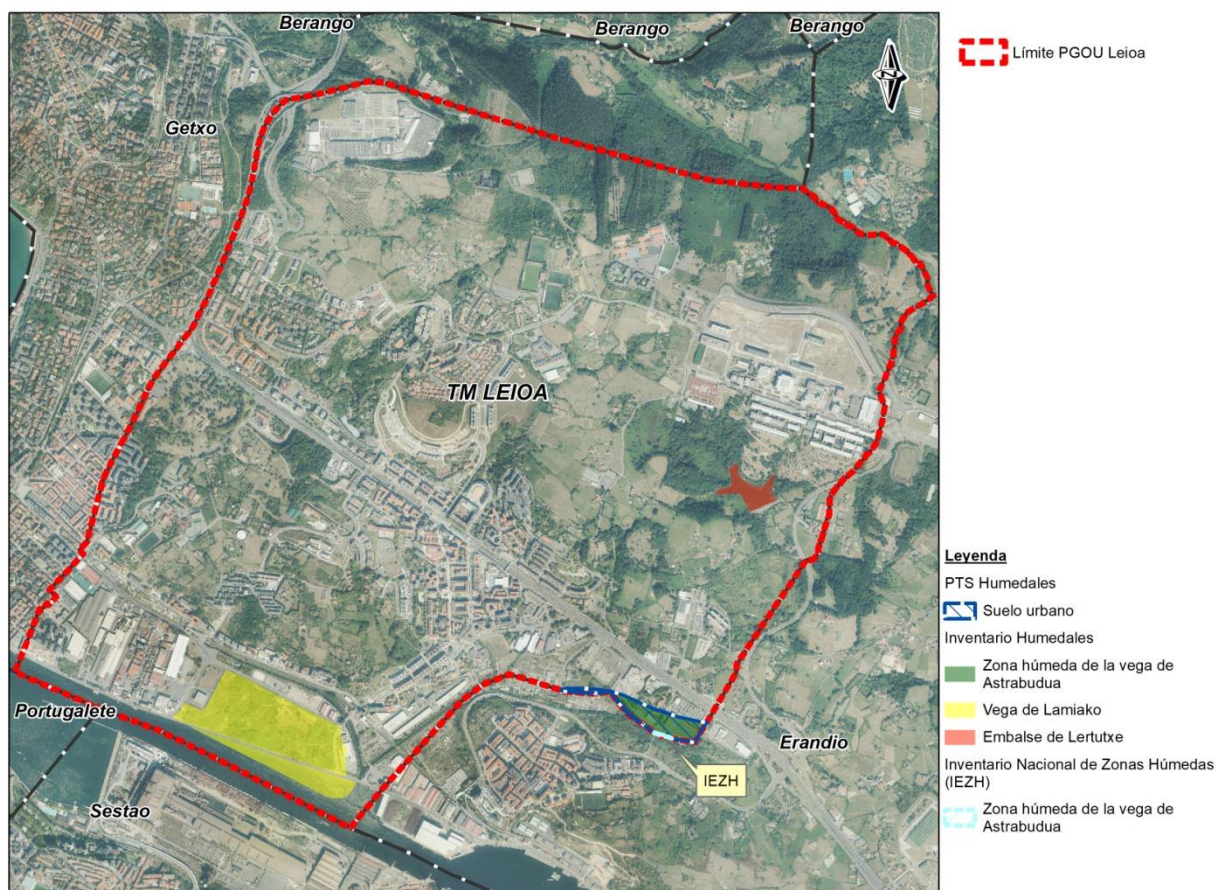 Berango
Berango
Berango
N
Getxo
TM LEIOA
Portugalete
Sestao
Erandio
IEZH
Límite PGOU Leioa
Leyenda
PTS Humedales
Suelo urbano
Inventario Humedales
Zona húmeda de la vega de
Astrabudua
Vega de Lamiako
Embalse de Lertutxe
Inventario Nacional de Zonas Húmedas
(IEZH)
Zona húmeda de la vega de
Astrabudua